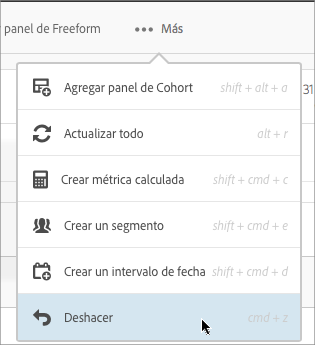 panel de Freeform ••• Más
Agregar panel de Cohort shift + alt + a
31
Actualizar todo alt + r
Crear métrica calculada shift + cmd + c
Crear un segmento shift + cmd + e
Crear un intervalo de fecha shift + cmd + d
Deshacer cmd + z